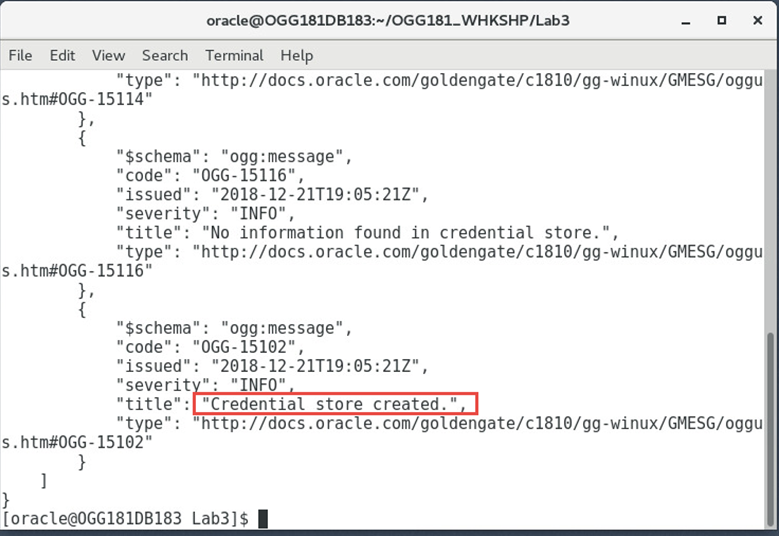 oracle@OGG181DB183:~/OGG181_WHKSHP/Lab3
File Edit View Search Terminal Help
"type": "http://docs.oracle.com/goldengate/c1810/gg-winux/GMESG/oggu
s.htm#OGG-15114"
},
{
"$schema": "ogg:message",
"code": "OGG-15116",
"issued": "2018-12-21T19:05:21Z",
"severity": "INFO",
"title": "No information found in credential store.",
"type": "http://docs.oracle.com/goldengate/c1810/gg-winux/GMESG/oggu
s.htm#OGG-15116"
},
{
"$schema": "ogg:message",
"code": "OGG-15102",
"issued": "2018-12-21T19:05:21Z",
"severity": "INFO",
"title": "Credential store created.",
"type": "http://docs.oracle.com/goldengate/c1810/gg-winux/GMESG/oggu
s.htm#OGG-15102"
}
]
}
[oracle@OGG181DB183 Lab3]$